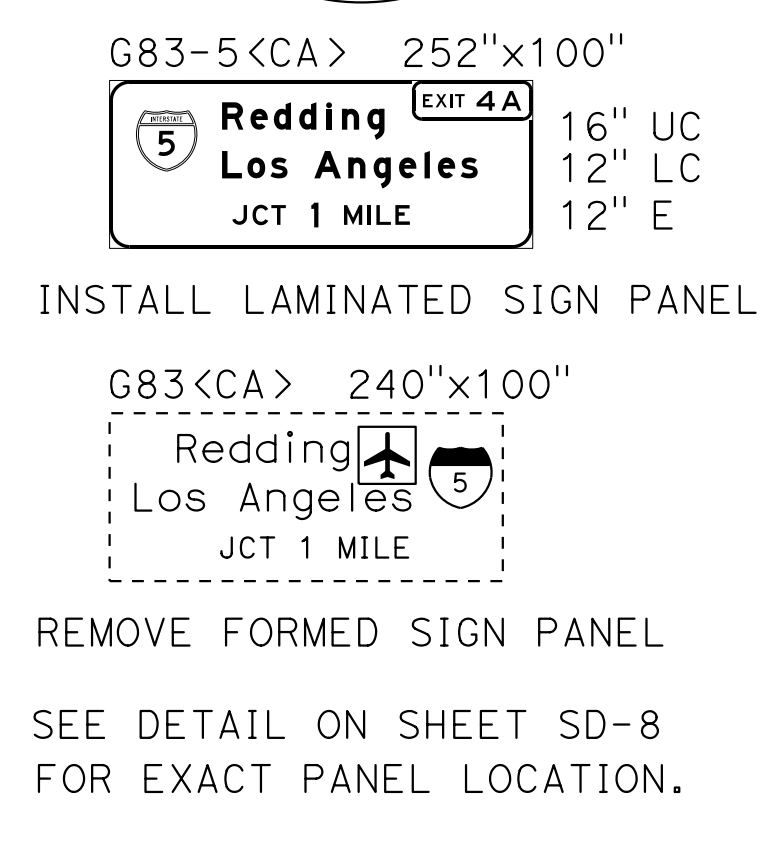 G83-5<CA> 252"x100"
INTERSTATE
5
Redding
EXIT 4A
Los Angeles
JCT 1 MILE
16" UC
12" LC
12" E
INSTALL LAMINATED SIGN PANEL
G83<CA> 240"x100"
Redding
Los Angeles
5
JCT 1 MILE
REMOVE FORMED SIGN PANEL
SEE DETAIL ON SHEET SD-8
FOR EXACT PANEL LOCATION.